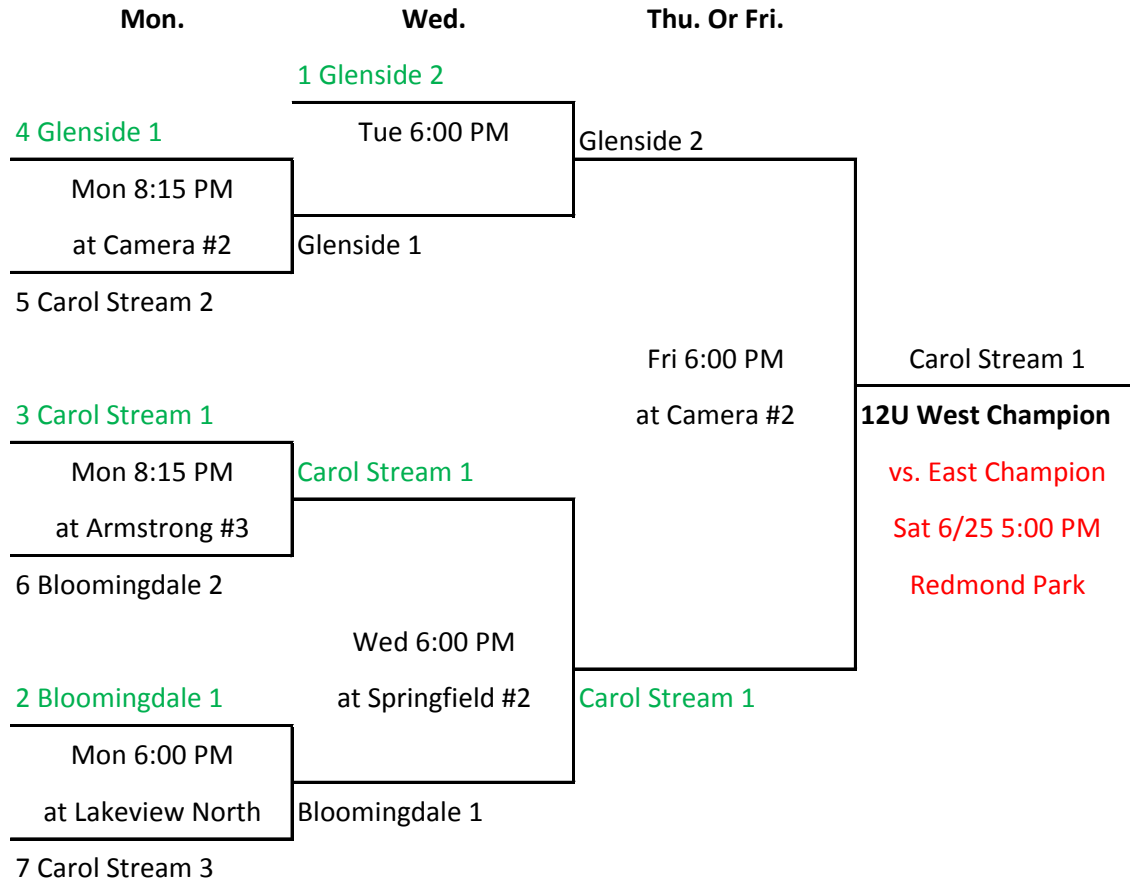 Mon.
Wed.
Thu. Or Fri.
1 Glenside 2
4 Glenside 1
Tue 6:00 PM
Glenside 2
Mon 8:15 PM
at Camera #2
Glenside 1
5 Carol Stream 2
Fri 6:00 PM
Carol Stream 1
3 Carol Stream 1
at Camera #2
12U West Champion
Mon 8:15 PM
Carol Stream 1
vs. East Champion
at Armstrong #3
Sat 6/25 5:00 PM
6 Bloomingdale 2
Redmond Park
Wed 6:00 PM
2 Bloomingdale 1
at Springfield #2
Carol Stream 1
Mon 6:00 PM
at Lakeview North
Bloomingdale 1
7 Carol Stream 3